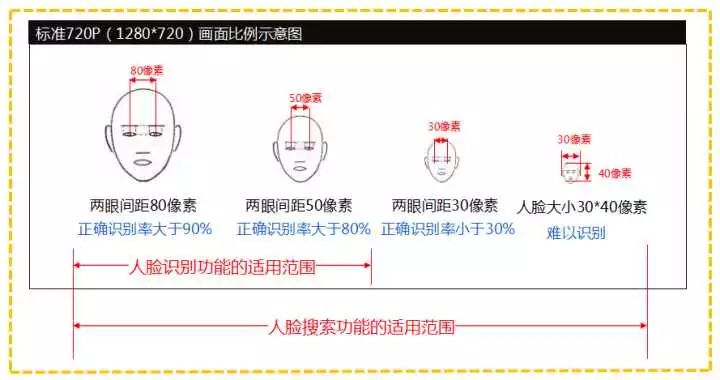 标准720P（1280*720）画面比例示意图
80像素
50像素
30像素
30像素
40像素
两眼间距80像素
两眼间距50像素
两眼间距30像素
人脸大小30*40像素
正确识别率大于90%
正确识别率大于80%
正确识别率小于30%
难以识别
人脸识别功能的适用范围
人脸搜索功能的适用范围